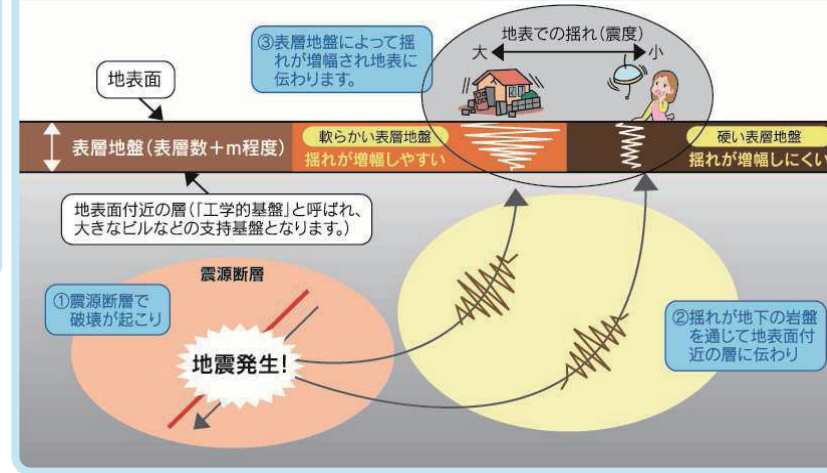 ③表層地盤によって揺
れが増幅され地表に
伝わります。
地表での揺れ(震度)
大
小
地表面
表層地盤(表層数十m程度)
軟らかい表層地盤
揺れが増幅しやすい
硬い表層地盤
揺れが増幅しにくい
地表面付近の層(「工学的基盤」と呼ばれ、
大きなビルなどの支持基盤となります。)
震源断層
①震源断層で
破壊が起こり
地震発生!
②揺れが地下の岩盤
を通じて地表面付
近の層に伝わり